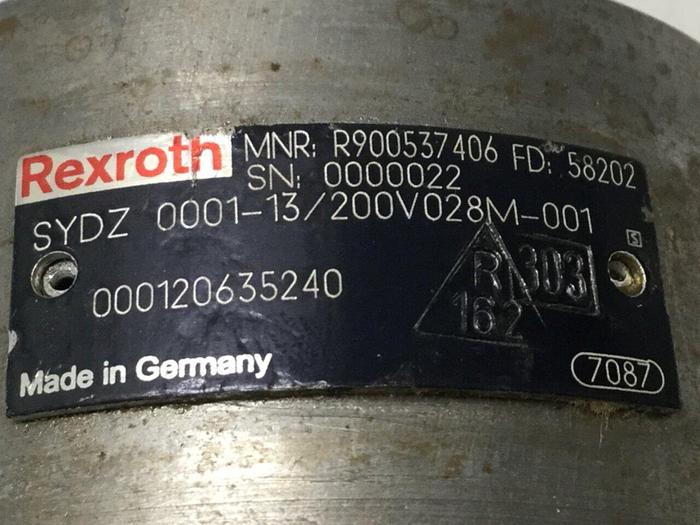 Rexroth MNR: R900537406 FD: 58202
SN: 0000022
SYDZ 0001-13/200V028M-001
S
R 303
162
000120635240
Made in Germany
7087